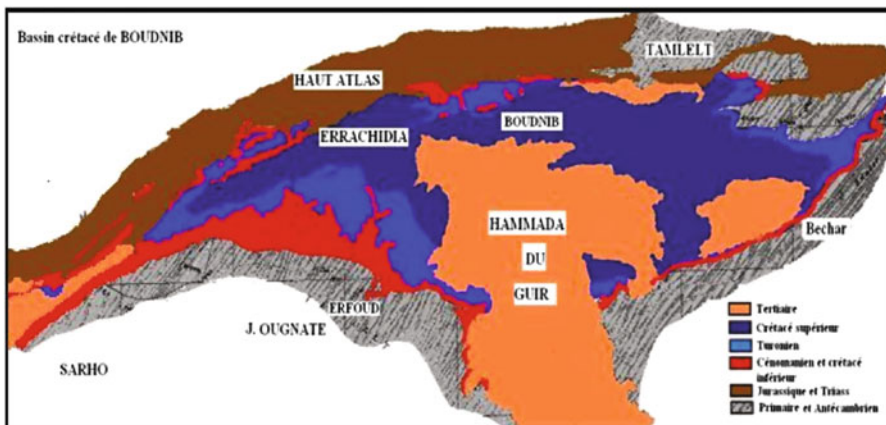 Bassin crétacé de BOUDNIB
TAMLELT
HAUT ATLAS
BOUDNIB
ERRACHIDIA
HAMMADA
DU
GUIR
Bechar
ERFOUD
J. OUGNATE
SARHO
Tertiaire
Crétacé supérieur
Turonien
Cénomanien et crétacé
inférieur
Jurassique et Triass
Primaire et Antécambrien